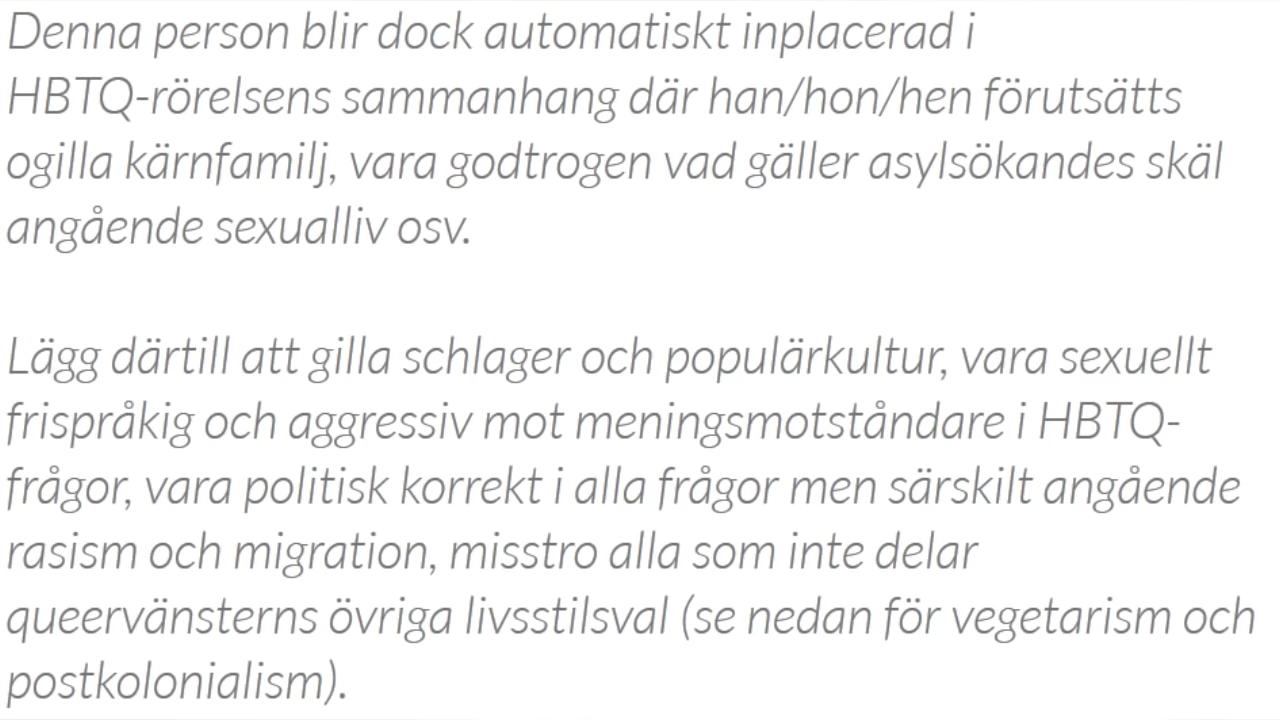 Denna person blir dock automatiskt inplacerad i
HBTQ-rörelsens sammanhang där han/hon/hen förutsätts
ogilla kärnfamilj, vara godtrogen vad gäller asylsökandes skäl
angående sexualliv osv.
Lägg därtill att gilla schlager och populärkultur, vara sexuellt
frispråkig och aggressiv mot meningsmotståndare i HBTQ-
frågor, vara politisk korrekt i alla frågor men särskilt angående
rasism och migration, misstro alla som inte delar
queervänsterns övriga livsstilsval (se nedan för vegetarism och
postkolonialism).